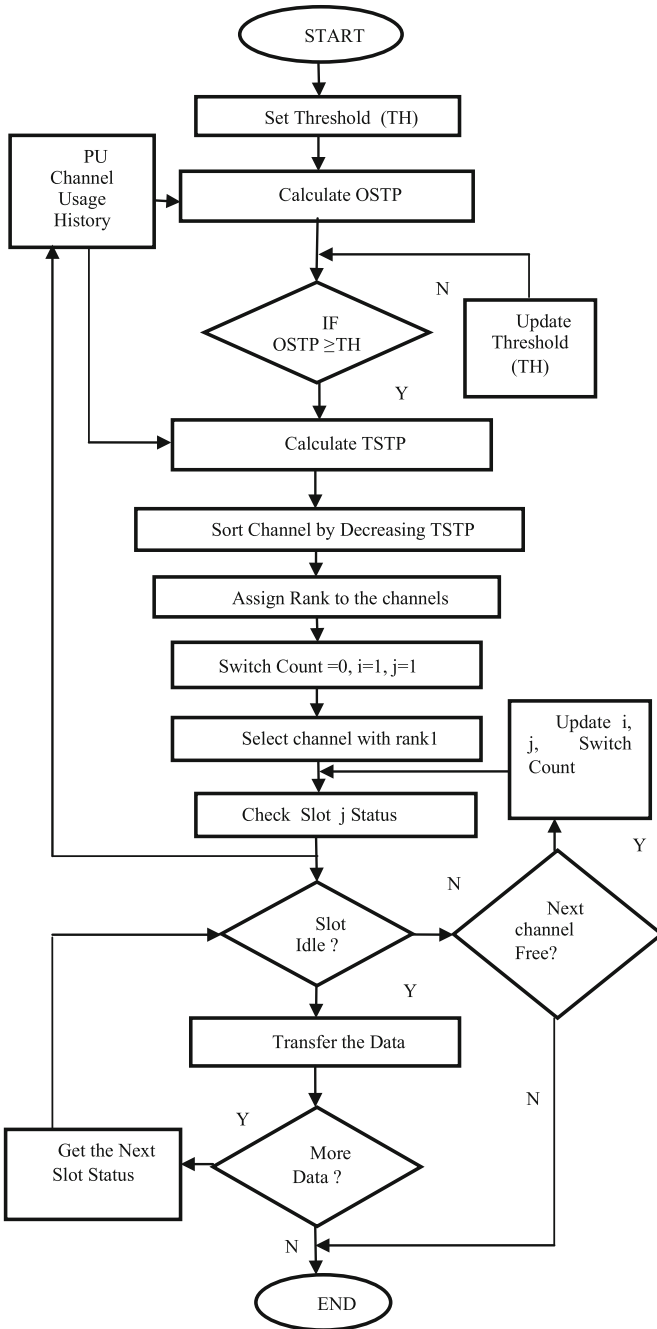 START
Set Threshold (TH)
PU
Channel
Usage
History
Calculate OSTP
N
IF
OSTP ≥TH
Update
Threshold
(TH)
Y
Calculate TSTP
Sort Channel by Decreasing TSTP
Assign Rank to the channels
Switch Count =0, i=1, j=1
Select channel with rank1
Update i,
j, Switch
Count
Check Slot j Status
Y
N
Next
channel
Free?
Slot
Idle ?
Y
Transfer the Data
N
Y
More
Data ?
Get the Next
Slot Status
N
END